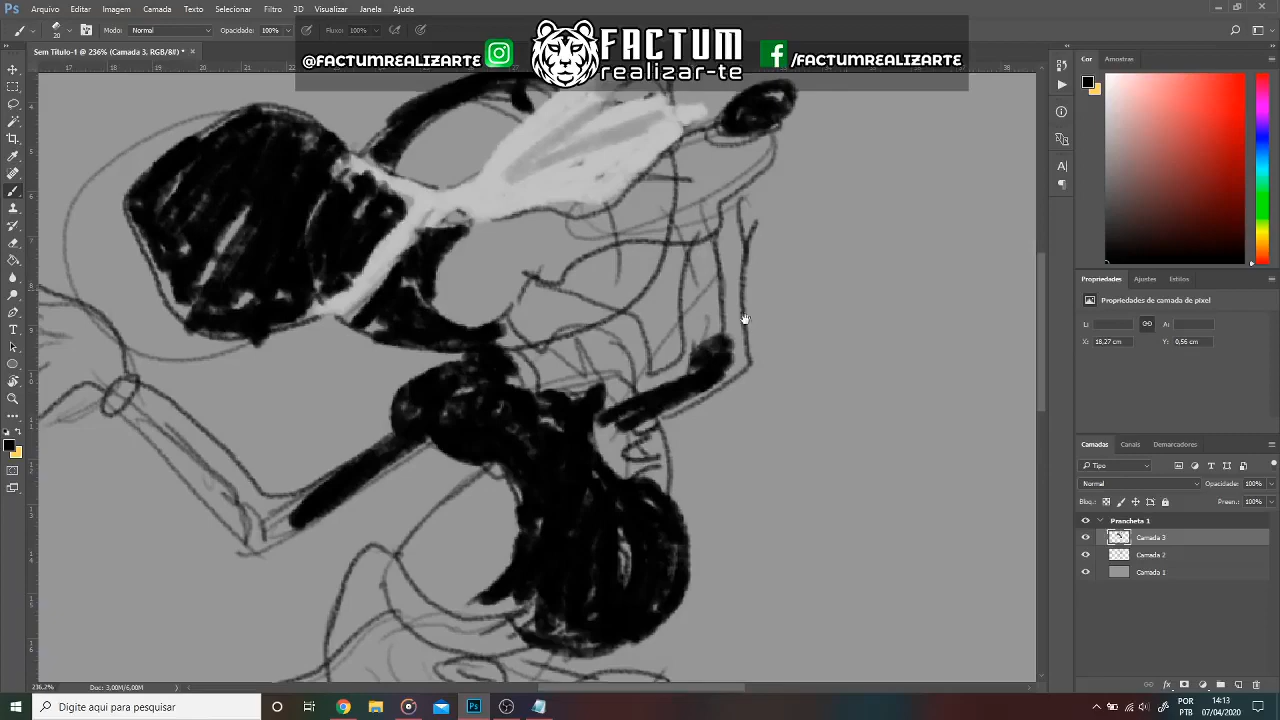 Ps Arquivo Editar Imagem Camada Texto Selecionar Filtro 3D Visualizar Janela Ajuda
Modo: Normal Opacidade: 100% Fluxo: 100%
@FACTUMREALIZARTE
FACTUM
realizar-te
/FACTUMREALIZARTE
Sem Título-1 @ 236% (Camada 3, RGB/8#) *
Cor Amostras
Propriedades Ajustes Estilos
Propriedades de camada de pixel
L: A:
X: 18,27 cm Y: 0,56 cm
Camadas Canais Demarcadores
Tipo
Normal Opacidade: 100%
Bloq.: Preen.: 100%
Prancheta 1
Camada 3
Camada 2
Camada 1
236,2% Doc: 3,00M/6,00M
Digite aqui para pesquisar
POR
PTB
14:13
07/04/2020